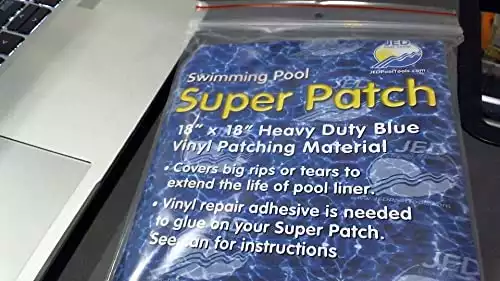 JED
JEDPoolTools.com
Swimming Pool
Super Patch
18" x 18" Heavy Duty Blue
Vinyl Patching Material
• Covers big rips or tears to
extend the life of pool liner.
• Vinyl repair adhesive is needed
to glue on your Super Patch.
See can for instructions
JED
JED